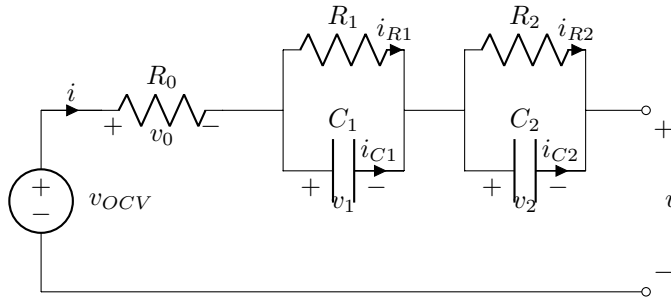 R_1 i_{R1} R_2 i_{R2}
i R_0 C_1 C_2
+ v_0 − i_{C1} i_{C2} +
+ v_1 − + v_2 −
+ − v_{OCV} v
−